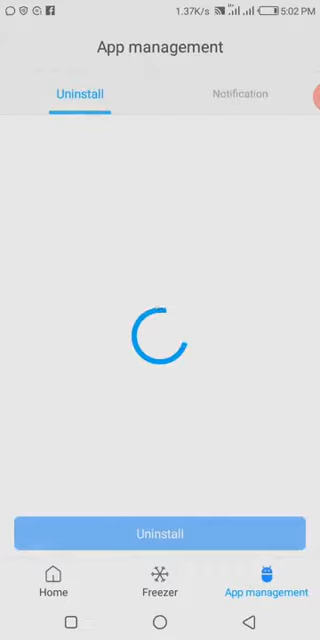 1.37K/s 5:02 PM
App management
Uninstall Notification
Uninstall
Home Freezer App management